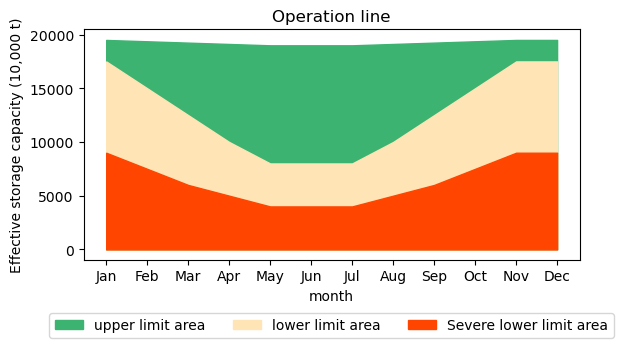 Operation line
Effective storage capacity (10,000 t)
20000
15000
10000
5000
0
Jan Feb Mar Apr May Jun Jul Aug Sep Oct Nov Dec
month
upper limit area lower limit area Severe lower limit area